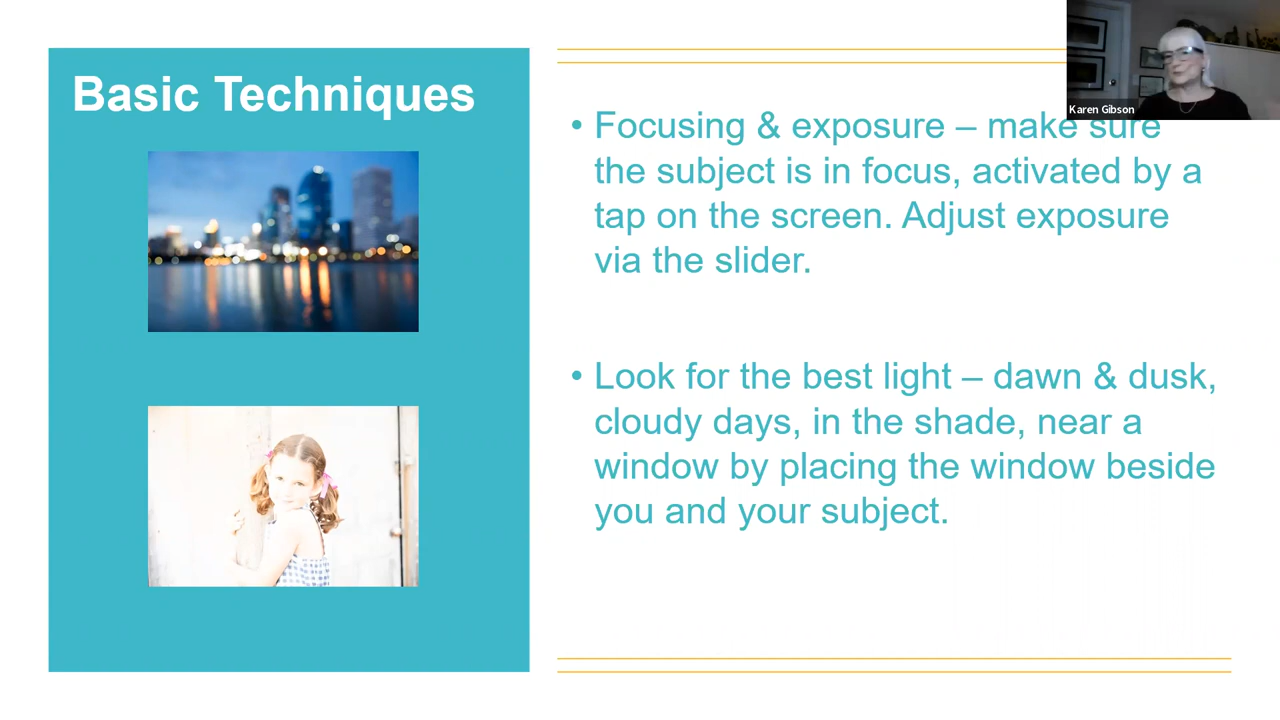 Basic Techniques
Karen Gibson
• Focusing & exposure – make sure
the subject is in focus, activated by a
tap on the screen. Adjust exposure
via the slider.
• Look for the best light – dawn & dusk,
cloudy days, in the shade, near a
window by placing the window beside
you and your subject.